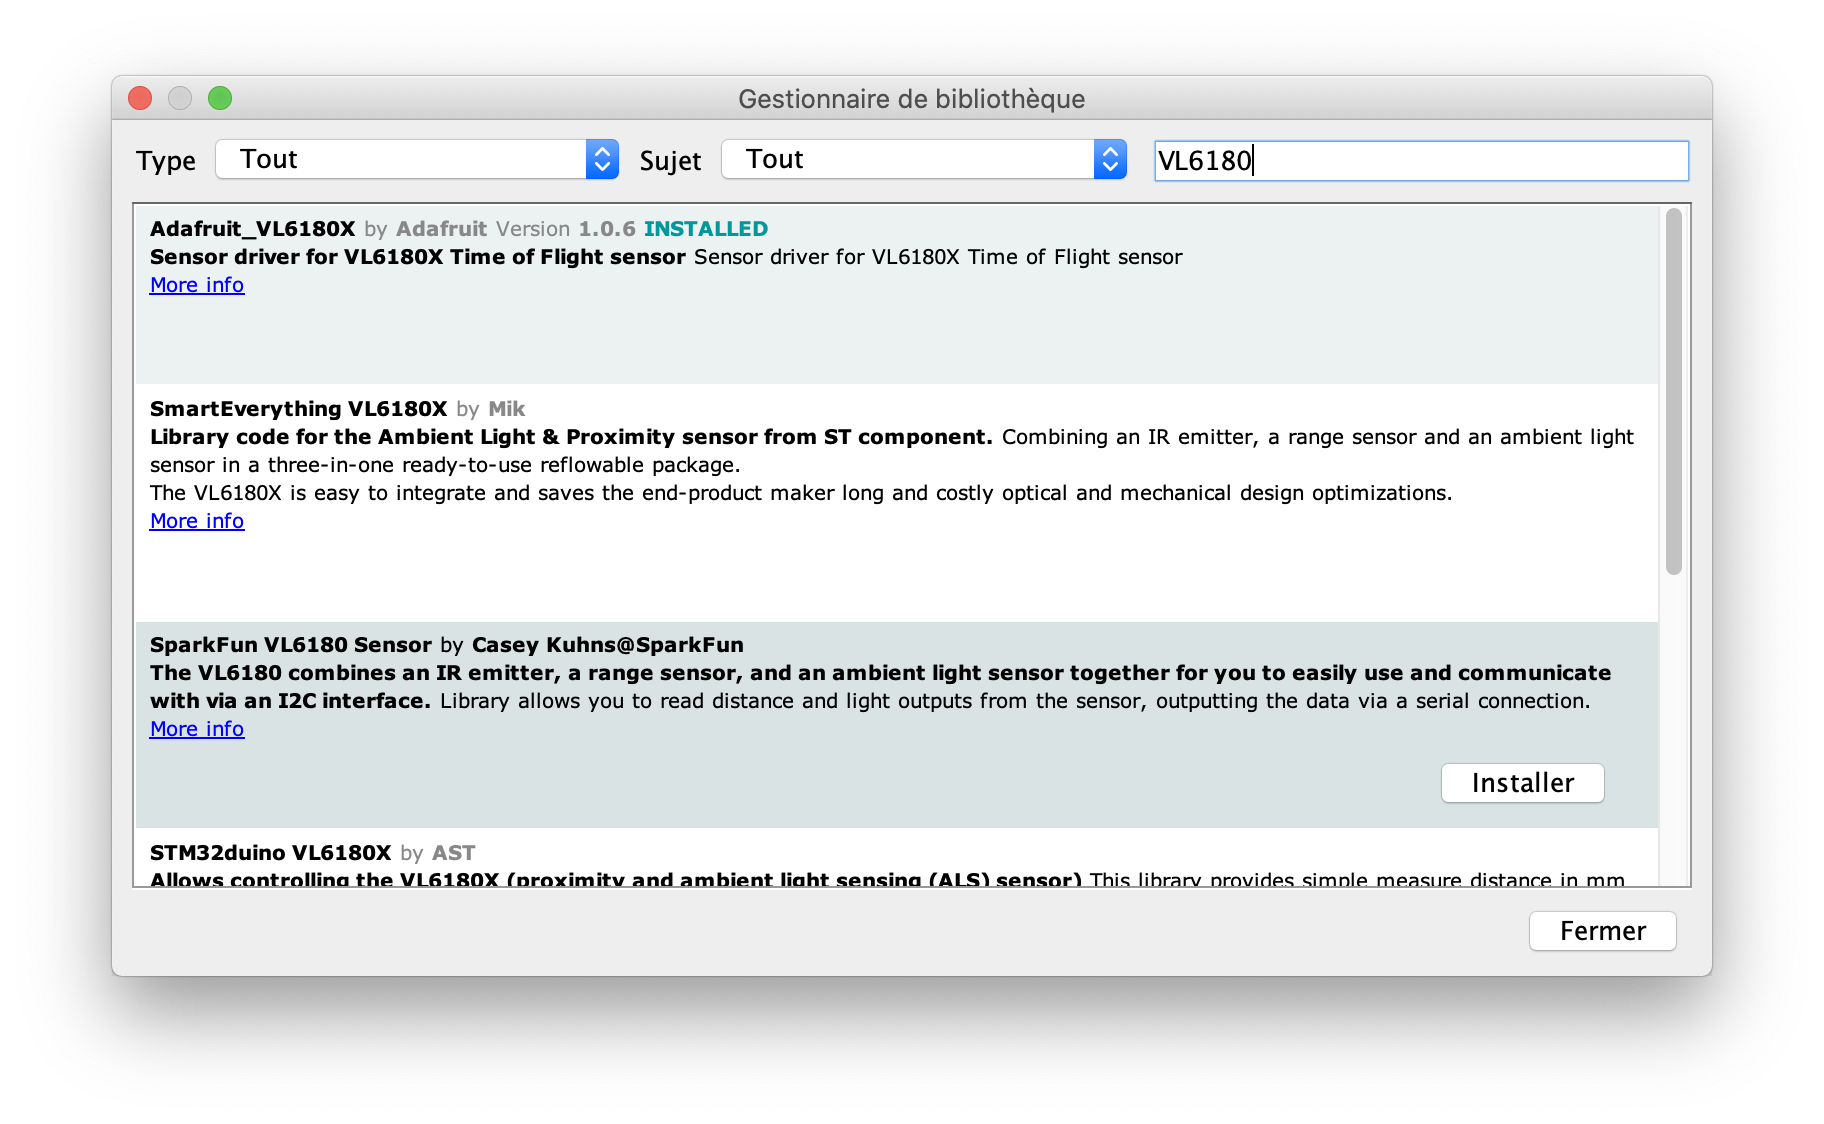 Gestionnaire de bibliothèque
Type Tout Sujet Tout VL6180
Adafruit_VL6180X by Adafruit Version 1.0.6 INSTALLED
Sensor driver for VL6180X Time of Flight sensor Sensor driver for VL6180X Time of Flight sensor
More info
SmartEverything VL6180X by Mik
Library code for the Ambient Light & Proximity sensor from ST component. Combining an IR emitter, a range sensor and an ambient light
sensor in a three-in-one ready-to-use reflowable package.
The VL6180X is easy to integrate and saves the end-product maker long and costly optical and mechanical design optimizations.
More info
SparkFun VL6180 Sensor by Casey Kuhns@SparkFun
The VL6180 combines an IR emitter, a range sensor, and an ambient light sensor together for you to easily use and communicate
with via an I2C interface. Library allows you to read distance and light outputs from the sensor, outputting the data via a serial connection.
More info
Installer
STM32duino VL6180X by AST
Allows controlling the VL6180X (proximity and ambient light sensing (ALS) sensor) This library provides simple measure distance in mm
Fermer